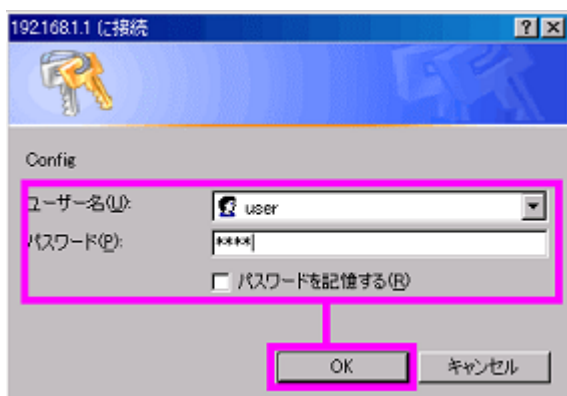 192.168.1.1 に接続
Config
ユーザー名(U):
user
パスワード(P):
****
パスワードを記憶する(R)
OK
キャンセル